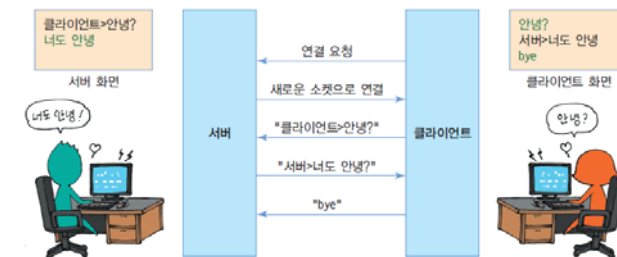 클라이언트>안녕?
너도 안녕
서버 화면
너도 안녕!
서버
연결 요청
새로운 소켓으로 연결
"클라이언트>안녕?"
"서버>너도 안녕?"
"bye"
클라이언트
안녕?
서버>너도 안녕
bye
클라이언트 화면
안녕?